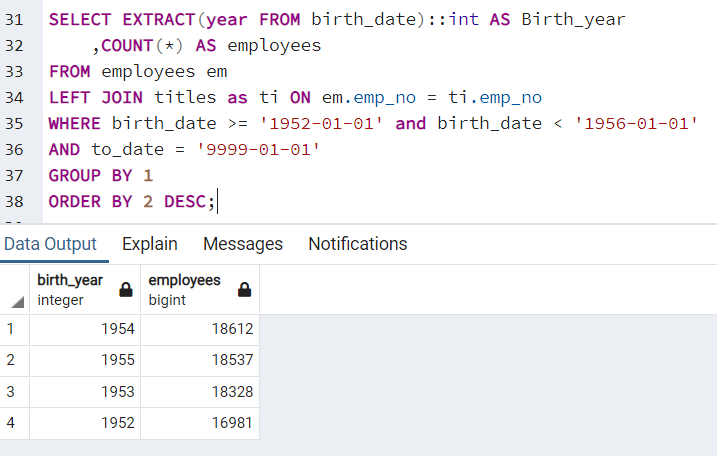 31 SELECT EXTRACT(year FROM birth_date)::int AS Birth_year
32 ,COUNT(*) AS employees
33 FROM employees em
34 LEFT JOIN titles as ti ON em.emp_no = ti.emp_no
35 WHERE birth_date >= '1952-01-01' and birth_date < '1956-01-01'
36 AND to_date = '9999-01-01'
37 GROUP BY 1
38 ORDER BY 2 DESC;
Data Output Explain Messages Notifications
birth_year employees
integer bigint
1 1954 18612
2 1955 18537
3 1953 18328
4 1952 16981